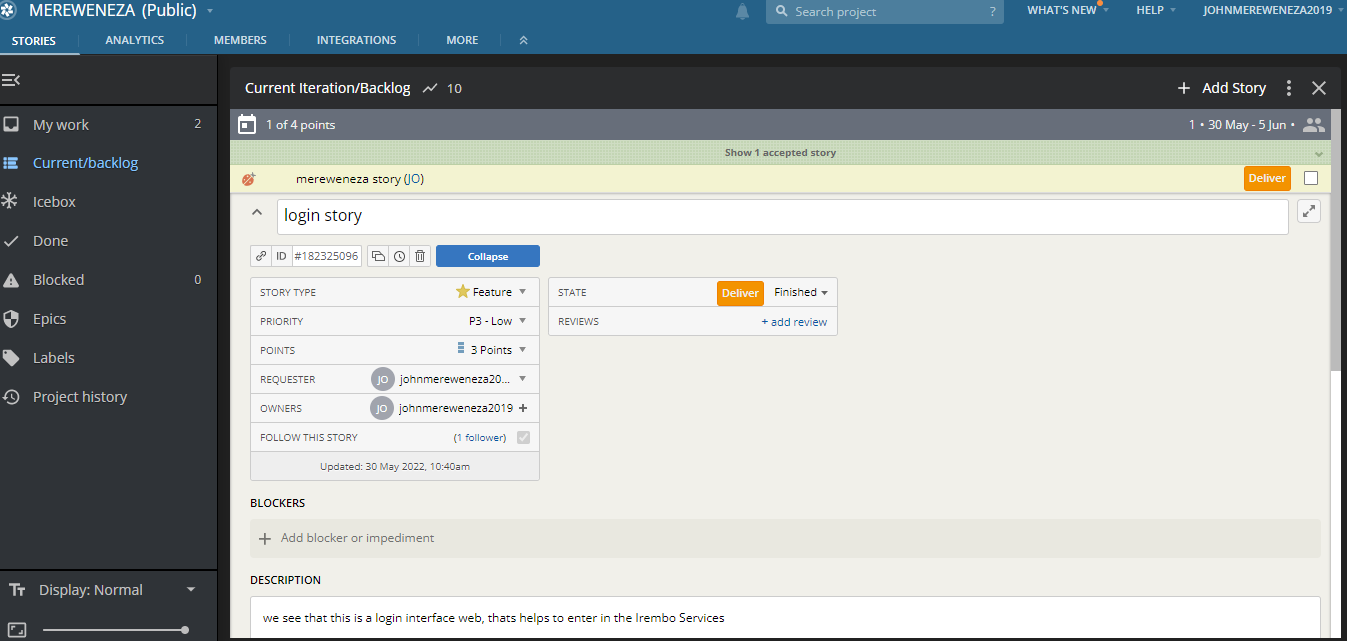 MEREWENEZA (Public)
Search project ?
WHAT'S NEW
HELP
JOHNMEREWENEZA2019
STORIES
ANALYTICS
MEMBERS
INTEGRATIONS
MORE
My work 2
Current/backlog
Icebox
Done
Blocked 0
Epics
Labels
Project history
Display: Normal
Current Iteration/Backlog 10
+ Add Story
1 of 4 points
1 • 30 May - 5 Jun •
Show 1 accepted story
mereweneza story (JO)
Deliver
login story
ID #182325096
Collapse
STORY TYPE Feature
PRIORITY P3 - Low
POINTS 3 Points
REQUESTER JO johnmereweneza20...
OWNERS JO johnmereweneza2019 +
FOLLOW THIS STORY (1 follower)
Updated: 30 May 2022, 10:40am
STATE Deliver Finished
REVIEWS + add review
BLOCKERS
+ Add blocker or impediment
DESCRIPTION
we see that this is a login interface web, thats helps to enter in the Irembo Services